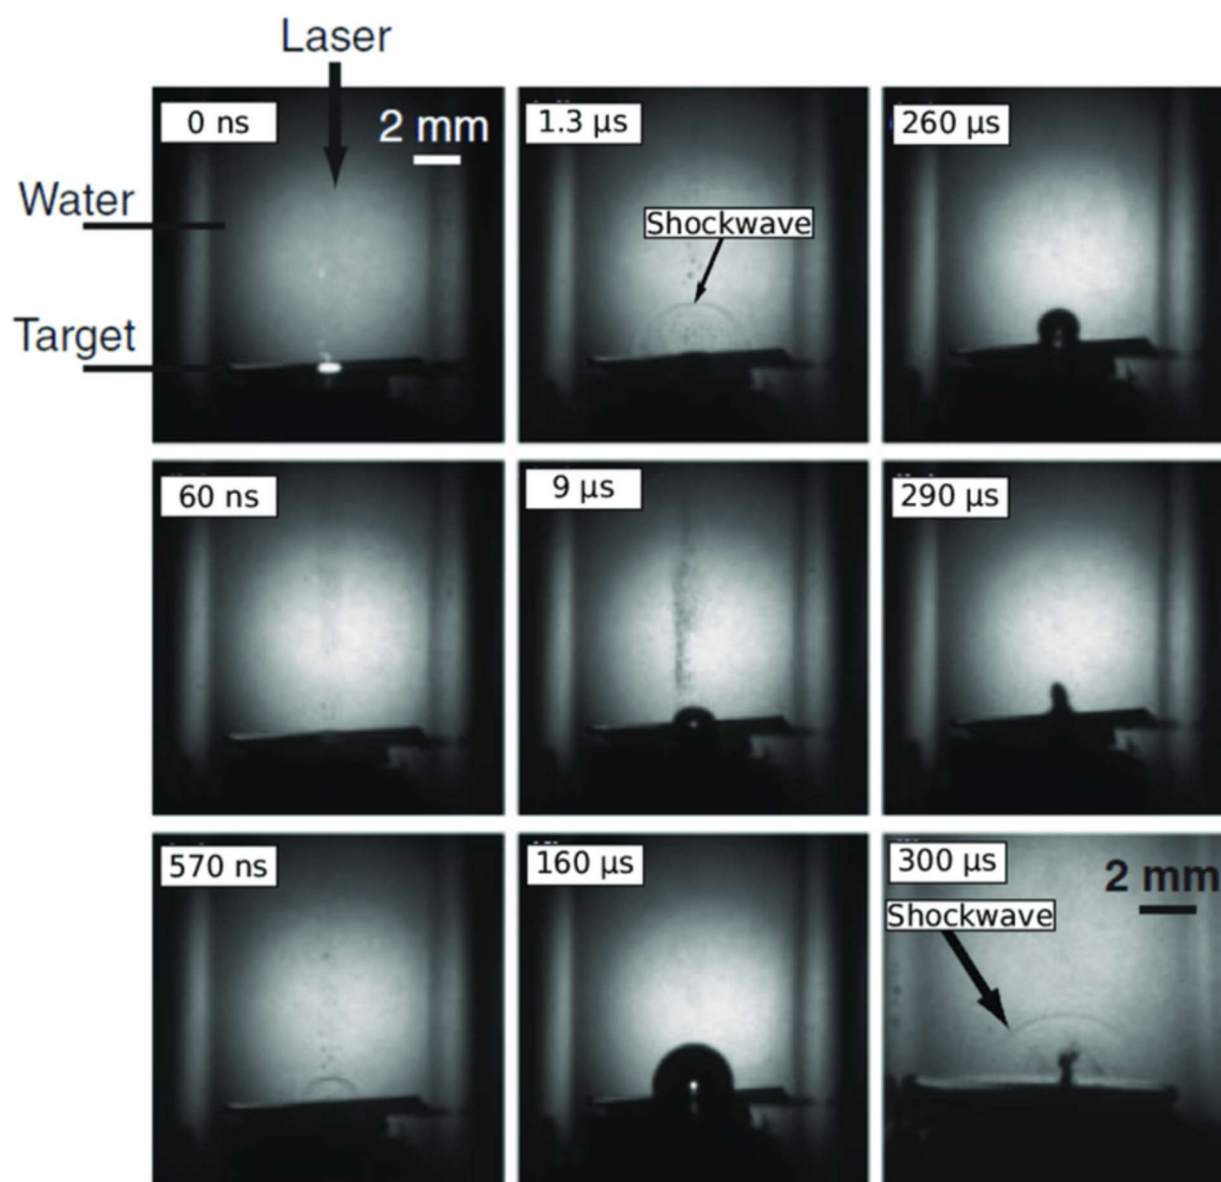 Laser
0 ns
2 mm
1.3 µs
260 µs
Water
Shockwave
Target
60 ns
9 µs
290 µs
570 ns
160 µs
300 µs
2 mm
Shockwave